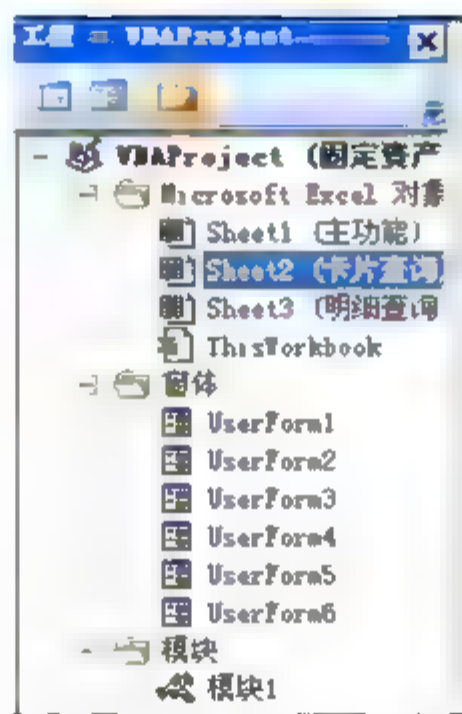 工程 - VBAProject
VBAProject (固定资产
Microsoft Excel 对象
Sheet1 (主功能)
Sheet2 (卡片查询)
Sheet3 (明细查询
ThisWorkbook
窗体
UserForm1
UserForm2
UserForm3
UserForm4
UserForm5
UserForm6
模块
模块1